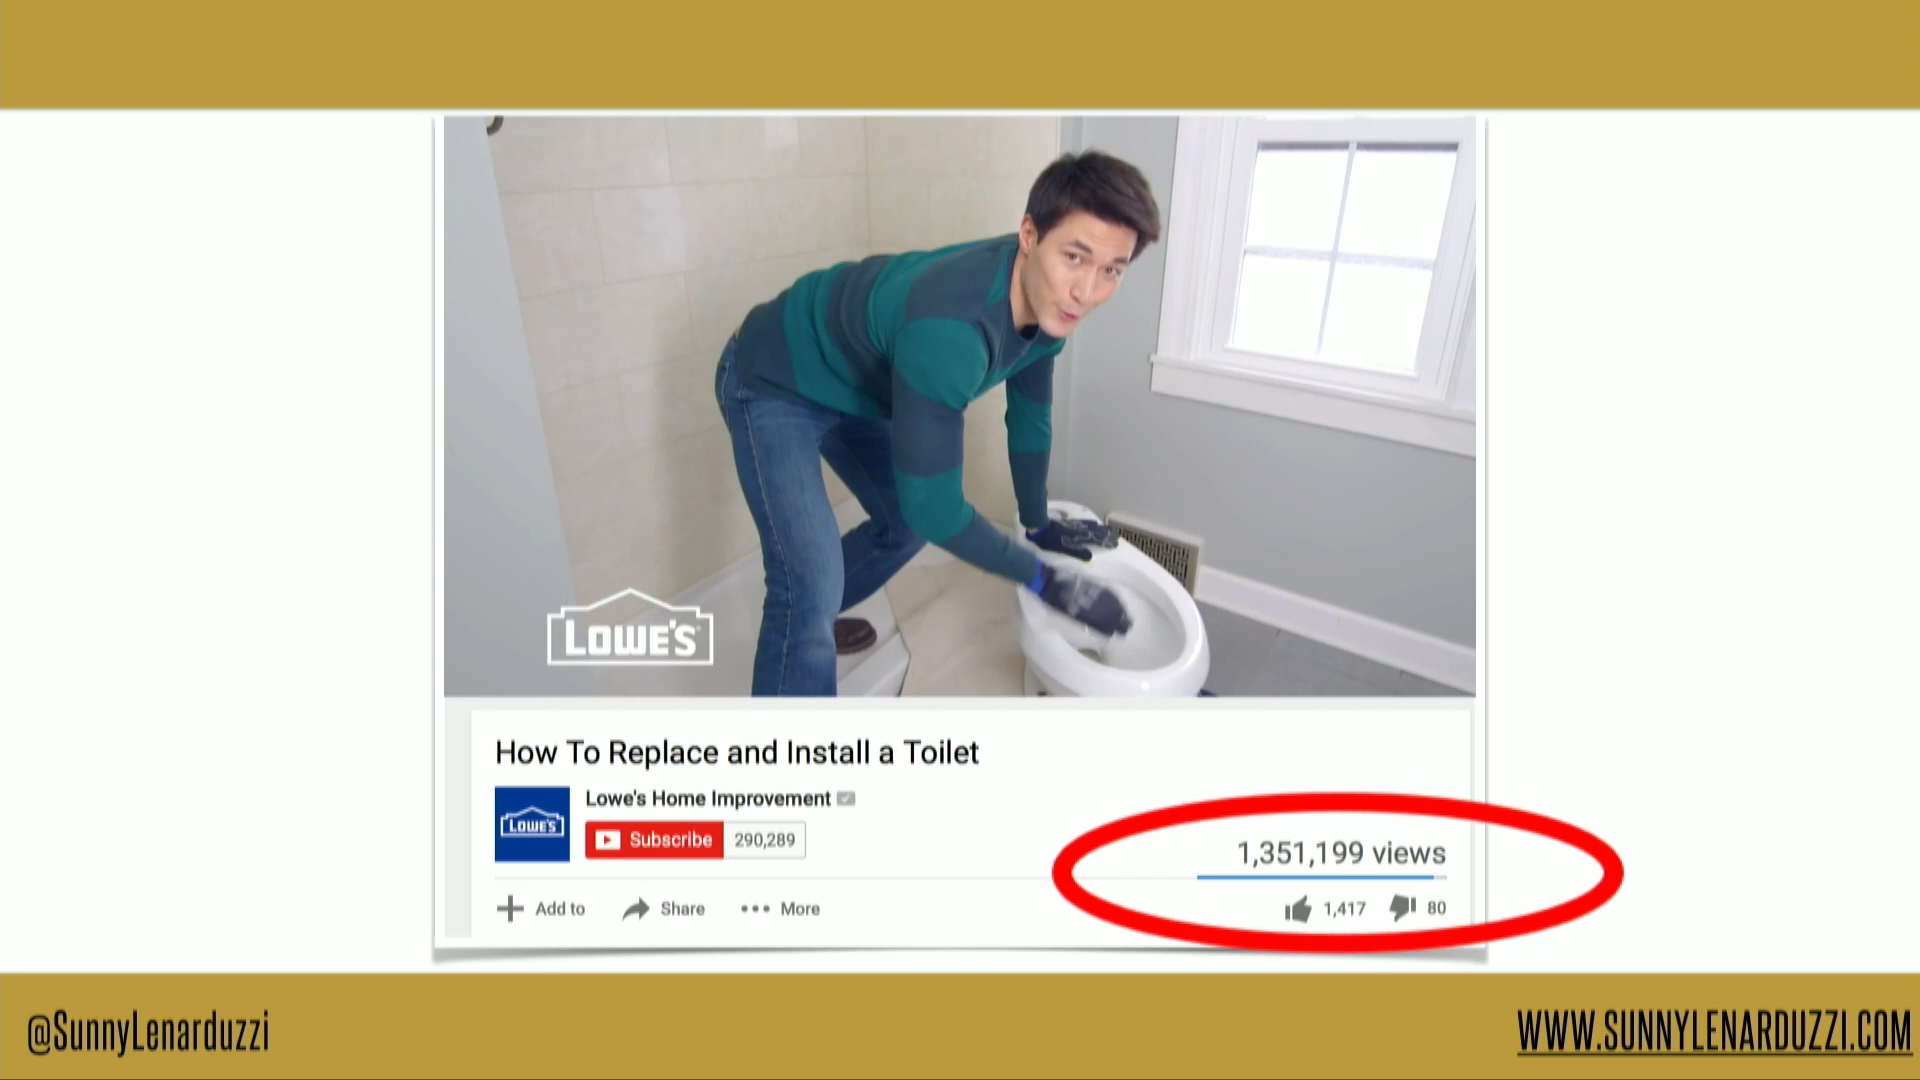 LOWE'S
How To Replace and Install a Toilet
LOWE'S
Lowe's Home Improvement
Subscribe 290,289
1,351,199 views
Add to Share More
1,417 80
@SunnyLenarduzzi
WWW.SUNNYLENARDUZZI.COM